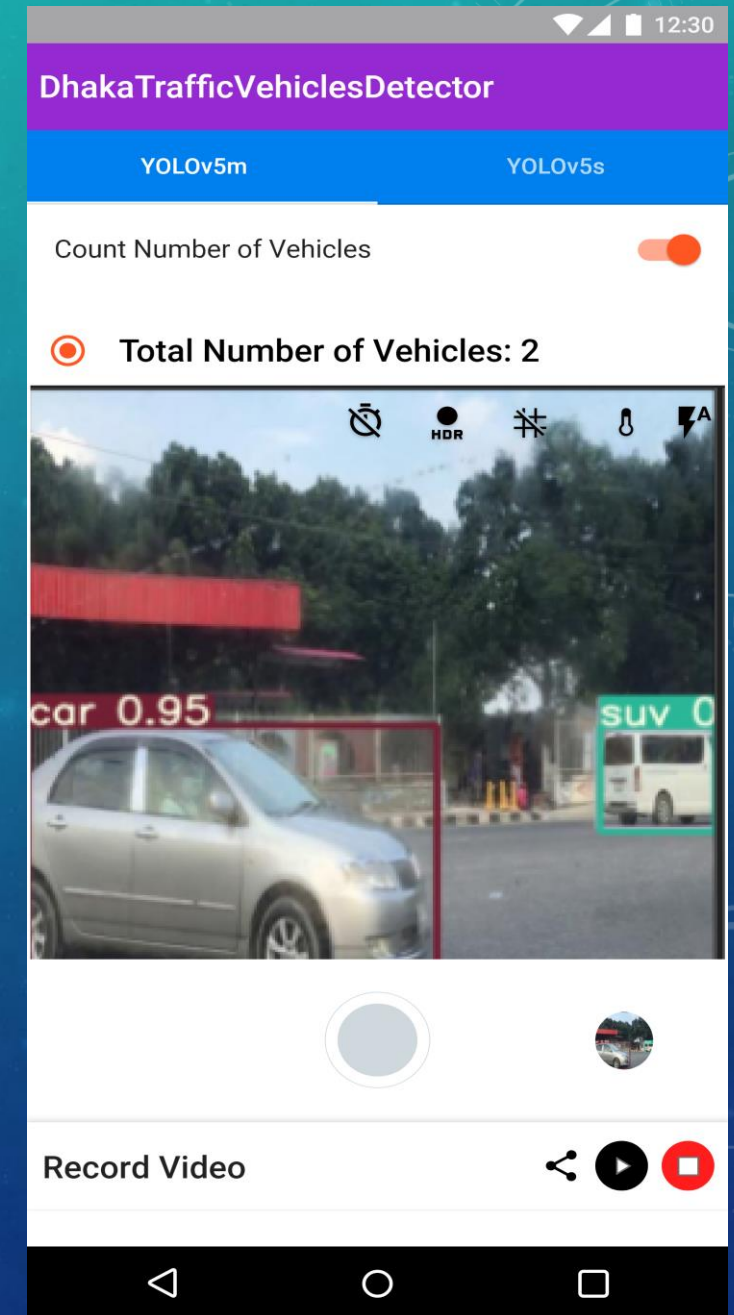 12:30
DhakaTrafficVehiclesDetector
YOLOv5m YOLOv5s
Count Number of Vehicles
Total Number of Vehicles: 2
HDR A
car 0.95 suv 0
Record Video